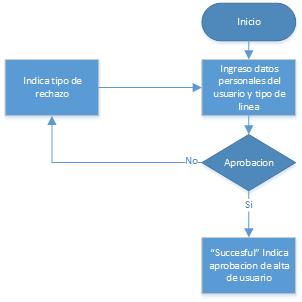 Inicio
Indica tipo de
rechazo
Ingreso datos
personales del
usuario y tipo de
linea
Aprobacion
No
Si
“Succesful” Indica
aprobacion de alta
de usuario